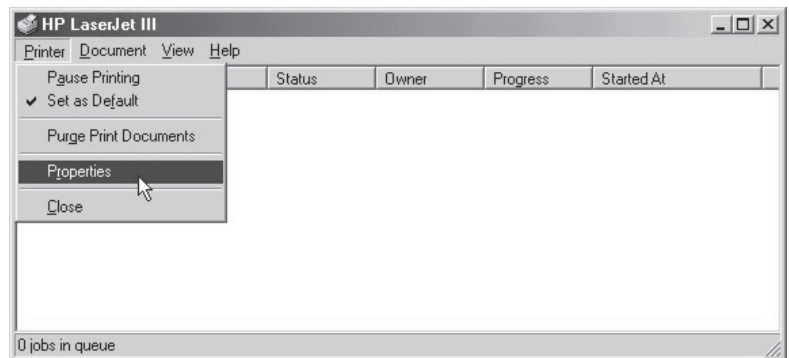 HP LaserJet III
Printer Document View Help
Status Owner Progress Started At
Pause Printing
Set as Default
Purge Print Documents
Properties
Close
0 jobs in queue